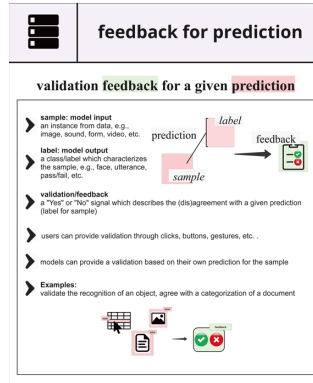 feedback for prediction
validation feedback for a given prediction
sample: model input
an instance from data, e.g.,
image, sound, form, video, etc.
label: model output
a class/label which characterizes
the sample, e.g., face, utterance,
pass/fail, etc.
label
prediction
sample
feedback
validation/feedback
a "Yes" or "No" signal which describes the (dis)agreement with a given prediction
(label for sample)
users can provide validation through clicks, buttons, gestures, etc. .
models can provide a validation based on their own prediction for the sample
Examples:
validate the recognition of an object, agree with a categorization of a document
feedback